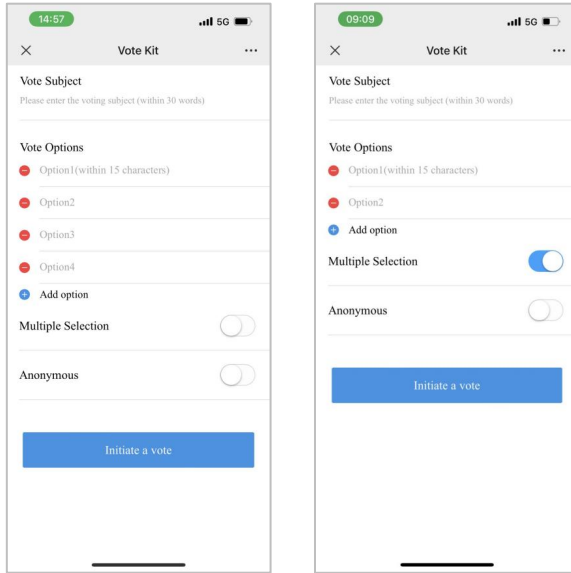 14:57
5G
Vote Kit
Vote Subject
Please enter the voting subject (within 30 words)
Vote Options
Option1(within 15 characters)
Option2
Option3
Option4
Add option
Multiple Selection
Anonymous
Initiate a vote
09:09
5G
Vote Kit
Vote Subject
Please enter the voting subject (within 30 words)
Vote Options
Option1(within 15 characters)
Option2
Add option
Multiple Selection
Anonymous
Initiate a vote